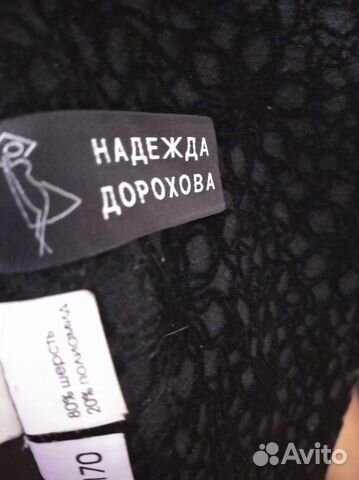 НАДЕЖДА
ДОРОХОВА
80% шерсть
20% полиамид
170
Avito